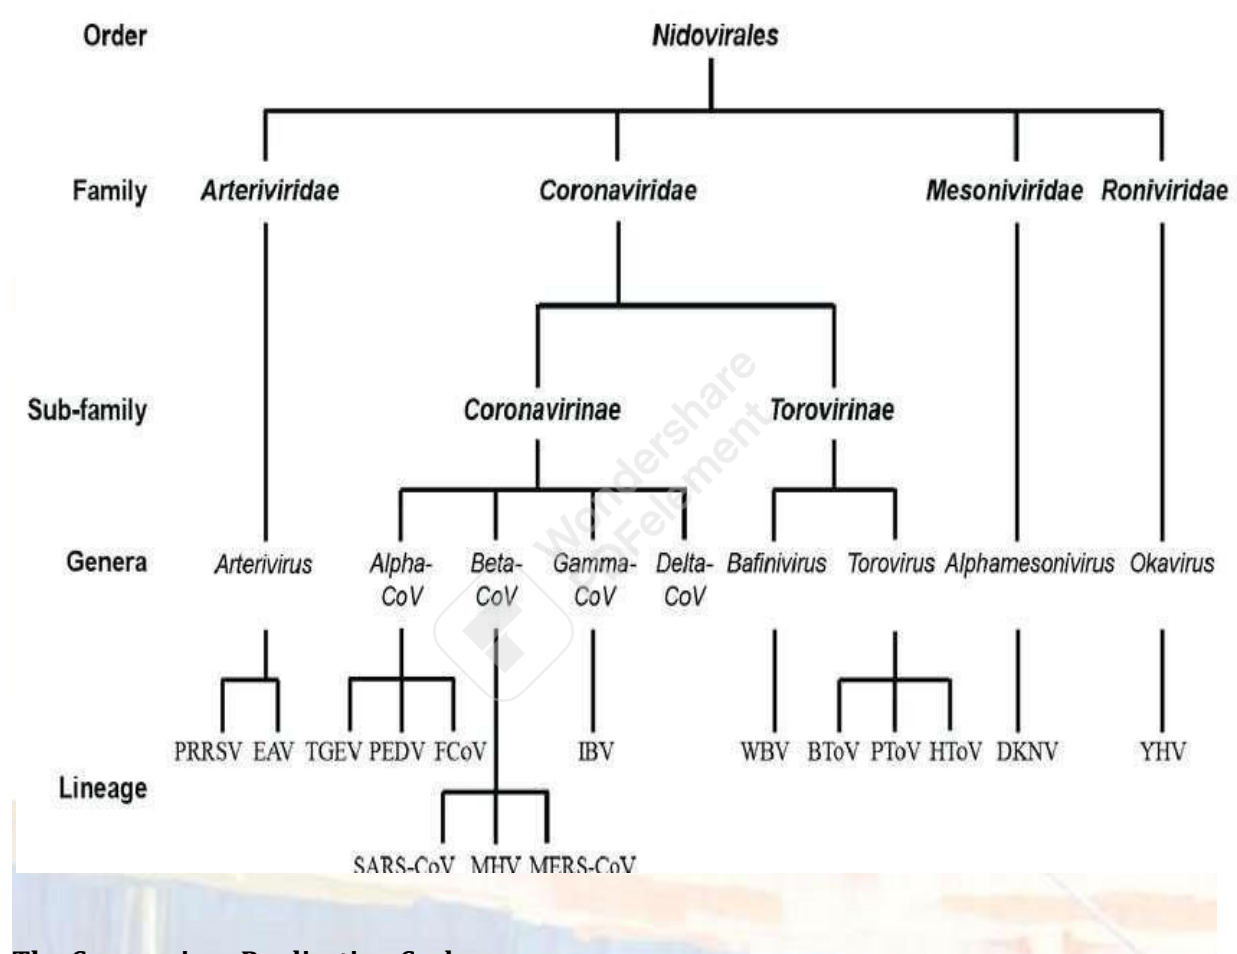 Order Nidovirales
Family Arteriviridae Coronaviridae Mesoniviridae Roniviridae
Sub-family Coronavirinae Torovirinae
Genera Arterivirus Alpha- Beta- Gamma- Delta- Bafinivirus Torovirus Alphamesonivirus Okavirus
CoV CoV CoV CoV
PRRSV EAV TGEV PEDV FCoV IBV WBV BToV PToV HToV DKNV YHV
Lineage
SARS-CoV MHV MERS-CoV
Wondershare
PDFelement